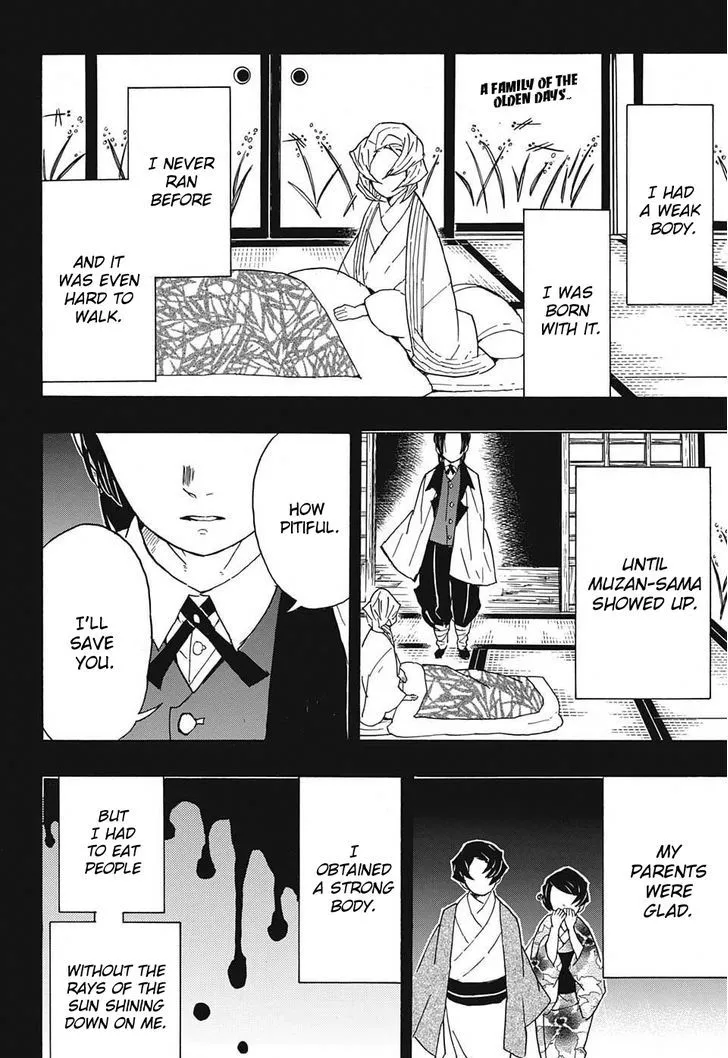 A FAMILY OF THE
OLDEN DAYS..
I HAD
A WEAK
BODY.
I WAS
BORN
WITH IT.
I NEVER
RAN
BEFORE
AND IT
WAS EVEN
HARD TO
WALK.
UNTIL
MUZAN-SAMA
SHOWED UP.
HOW
PITIFUL.
I'LL
SAVE
YOU.
MY
PARENTS
WERE
GLAD.
I
OBTAINED
A STRONG
BODY.
BUT
I HAD
TO EAT
PEOPLE
WITHOUT THE
RAYS OF THE
SUN SHINING
DOWN ON ME.